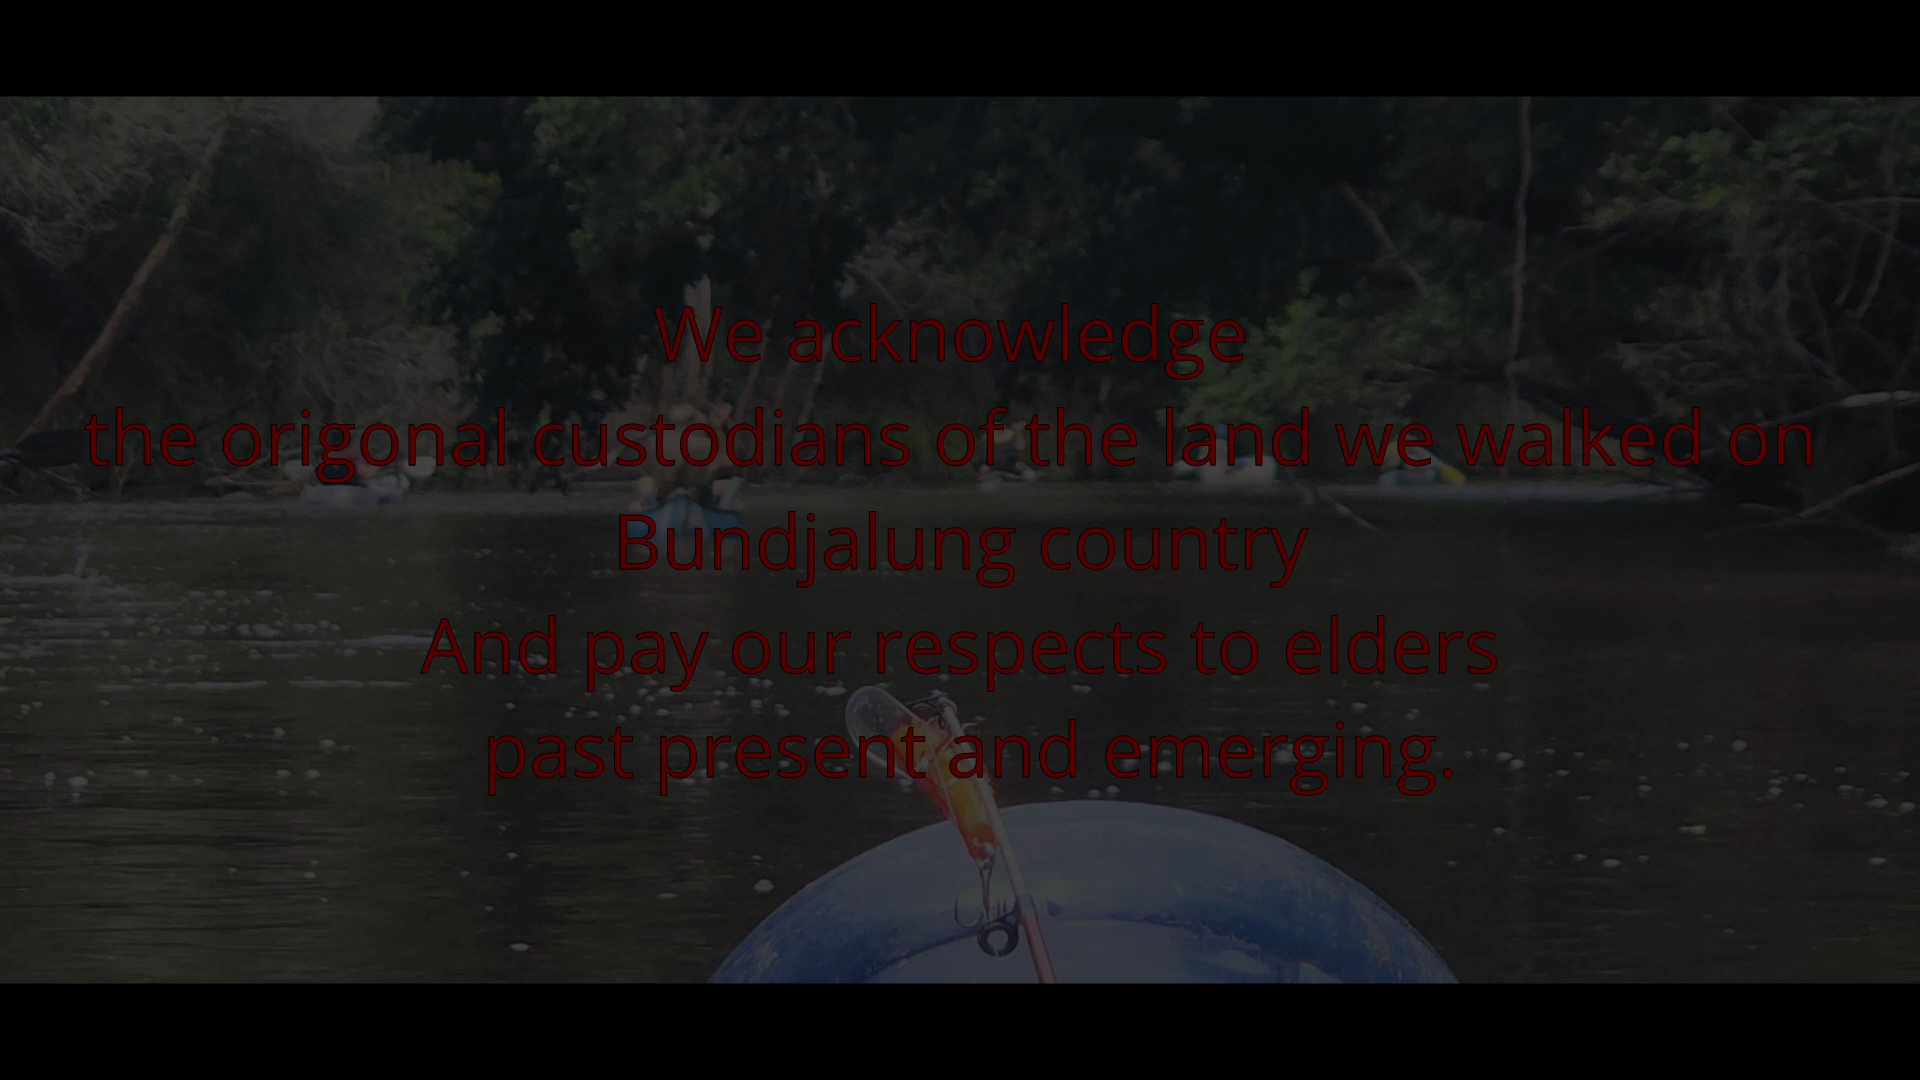 We acknowledge
the origonal custodians of the land we walked on
Bundjalung country
And pay our respects to elders
past present and emerging.